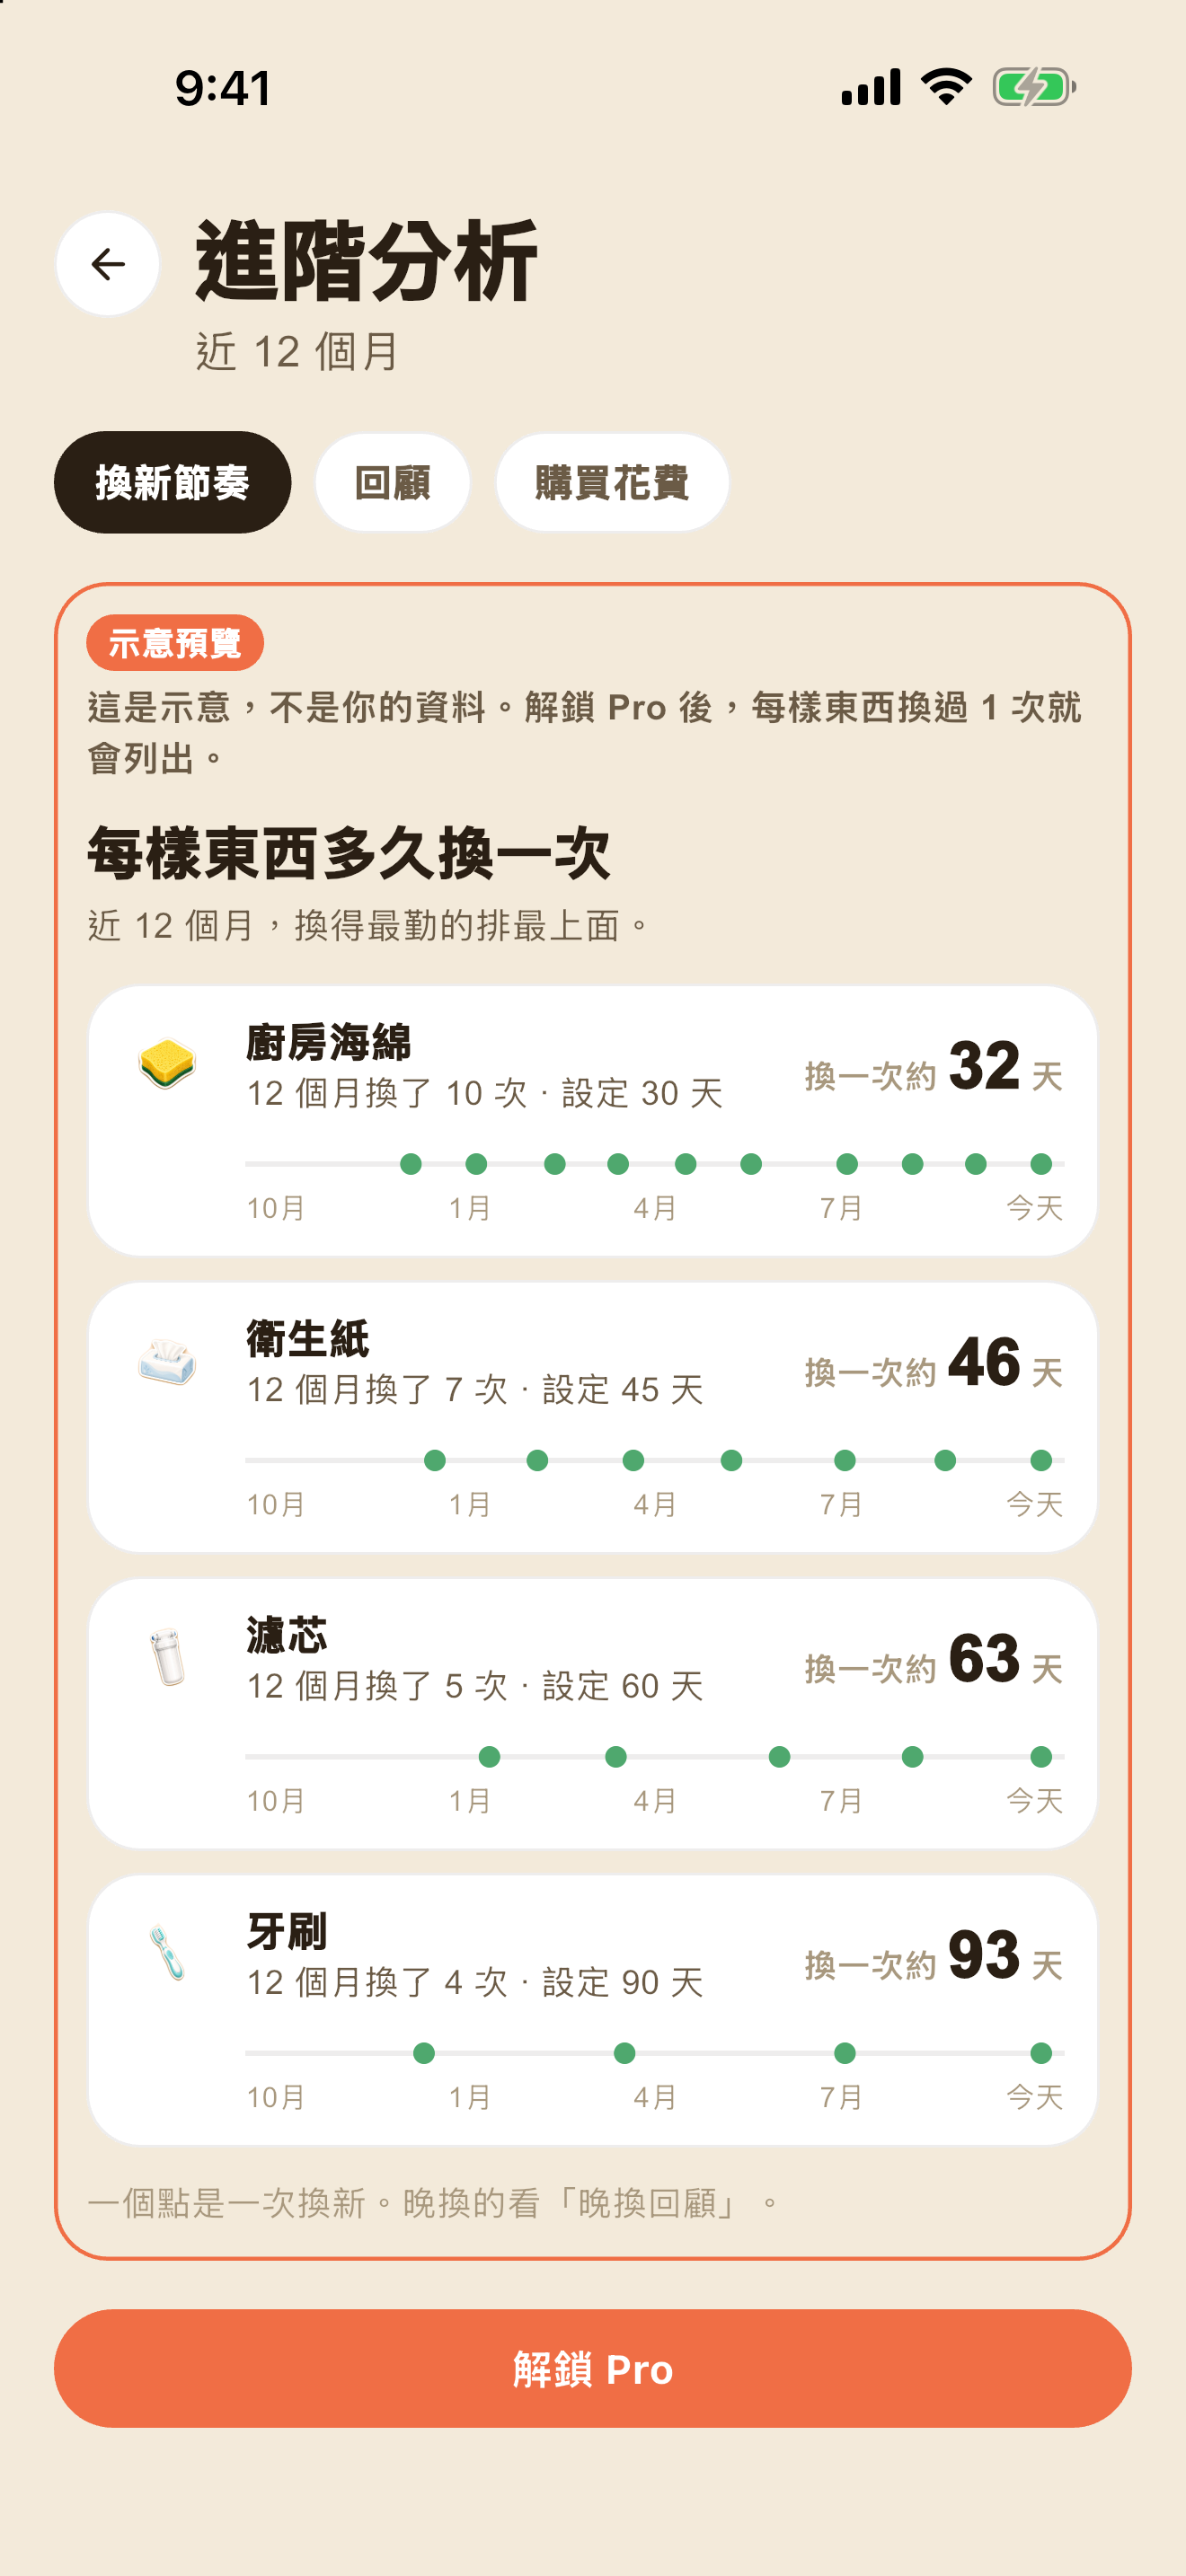 9:41
進階分析
近 12 個月
換新節奏
回顧
購買花費
示意預覽
這是示意，不是你的資料。解鎖 Pro 後，每樣東西換過 1 次就
會列出。
每樣東西多久換一次
近 12 個月，換得最勤的排最上面。
廚房海綿
12 個月換了 10 次 · 設定 30 天
換一次約 32 天
10月 1月 4月 7月 今天
衛生紙
12 個月換了 7 次 · 設定 45 天
換一次約 46 天
10月 1月 4月 7月 今天
濾芯
12 個月換了 5 次 · 設定 60 天
換一次約 63 天
10月 1月 4月 7月 今天
牙刷
12 個月換了 4 次 · 設定 90 天
換一次約 93 天
10月 1月 4月 7月 今天
一個點是一次換新。晚換的看「晚換回顧」。
解鎖 Pro